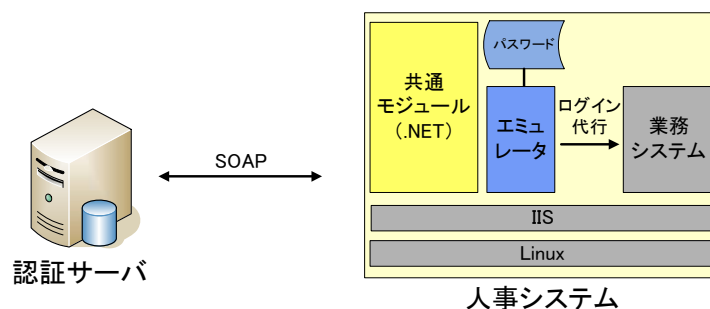 パスワード
共通
モジュール
（.NET）
エミュ
レータ
ログイン
代行
業務
システム
SOAP
IIS
Linux
認証サーバ
人事システム